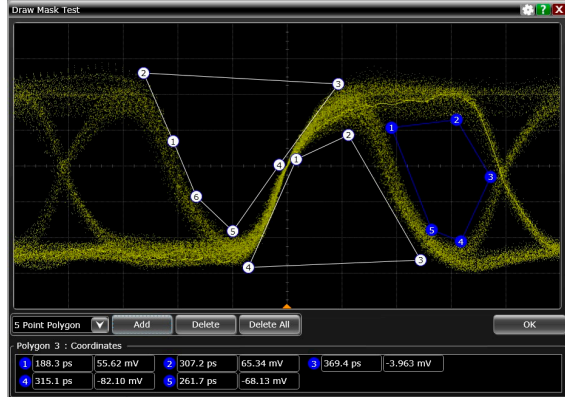 Draw Mask Test
? X
2
3
1
2
1
2
1
4
3
6
5
5
4
4
3
5 Point Polygon
Add
Delete
Delete All
OK
Polygon 3 : Coordinates
1 188.3 ps 55.62 mV 2 307.2 ps 65.34 mV 3 369.4 ps -3.963 mV
4 315.1 ps -82.10 mV 5 261.7 ps -68.13 mV